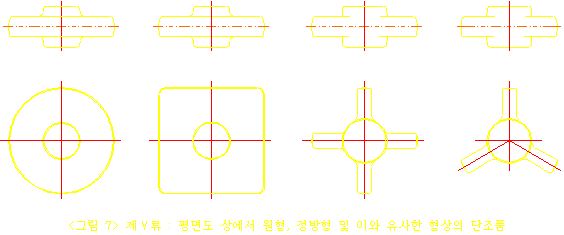 <그림 7> 제V류 : 평면도 상에서 원형, 정방형 및 이와 유사한 형상의 단조품